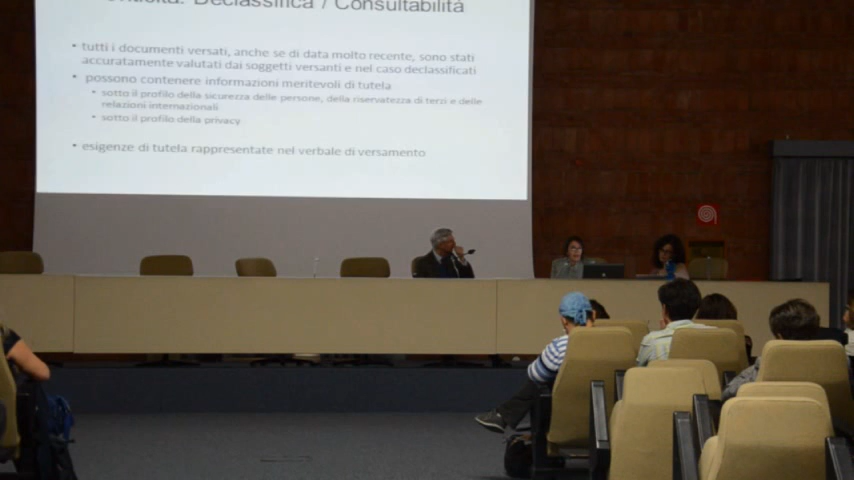 Declassifica / Consultabilità
• tutti i documenti versati, anche se di data molto recente, sono stati
accuratamente valutati dai soggetti versanti e nel caso declassificati
• possono contenere informazioni meritevoli di tutela
• sotto il profilo della sicurezza delle persone, della riservatezza di terzi e delle
relazioni internazionali
• sotto il profilo della privacy
• esigenze di tutela rappresentate nel verbale di versamento